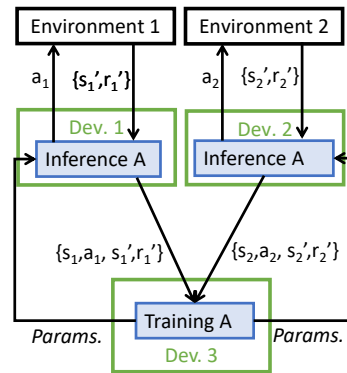 Environment 1 Environment 2
a₁ {s₁',r₁'} a₂ {s₂',r₂'}
Dev. 1 Dev. 2
Inference A Inference A
{s₁,a₁, s₁',r₁'} {s₂,a₂, s₂',r₂'}
Training A
Params. Dev. 3 Params.